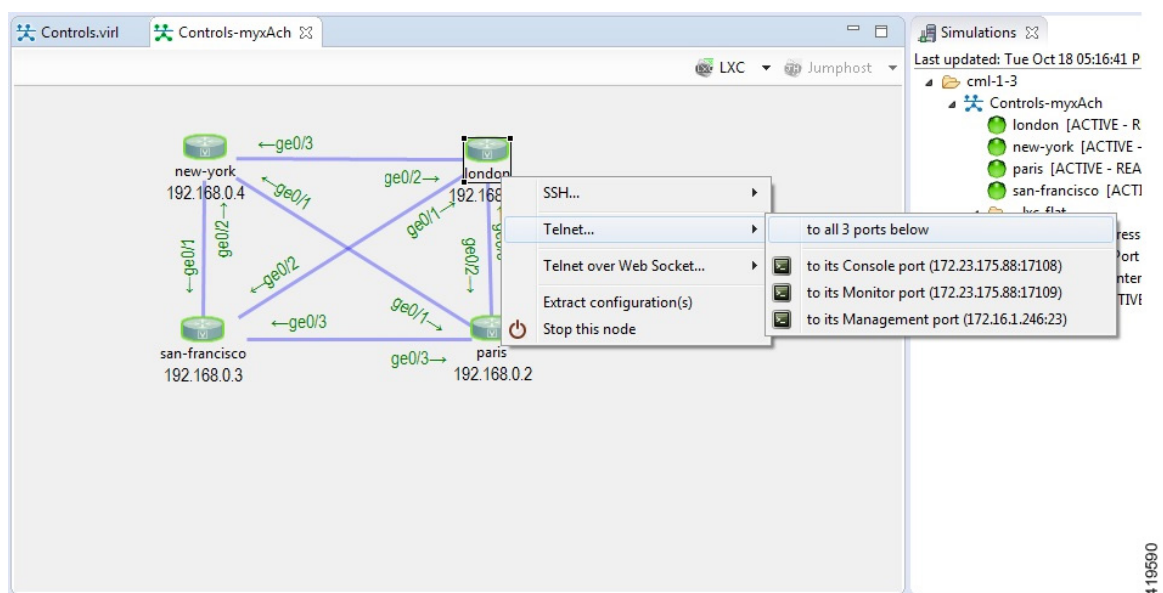 Controls.virl
Controls-myxAch
Simulations
LXC
Jumphost
Last updated: Tue Oct 18 05:16:41 P
cml-1-3
Controls-myxAch
london [ACTIVE - R
new-york [ACTIVE -
paris [ACTIVE - REA
san-francisco [ACTI
new-york
192.168.0.4
←ge0/3
ge0/2→
london
192.168
ge0/1
ge0/1→
ge0/2→
←ge0/1
←ge0/2
ge0/2→
ge0/1→
san-francisco
192.168.0.3
←ge0/3
ge0/3→
paris
192.168.0.2
SSH...
Telnet...
Telnet over Web Socket...
Extract configuration(s)
Stop this node
to all 3 ports below
to its Console port (172.23.175.88:17108)
to its Monitor port (172.23.175.88:17109)
to its Management port (172.16.1.246:23)
ress
Port
nter
TIVE
419590